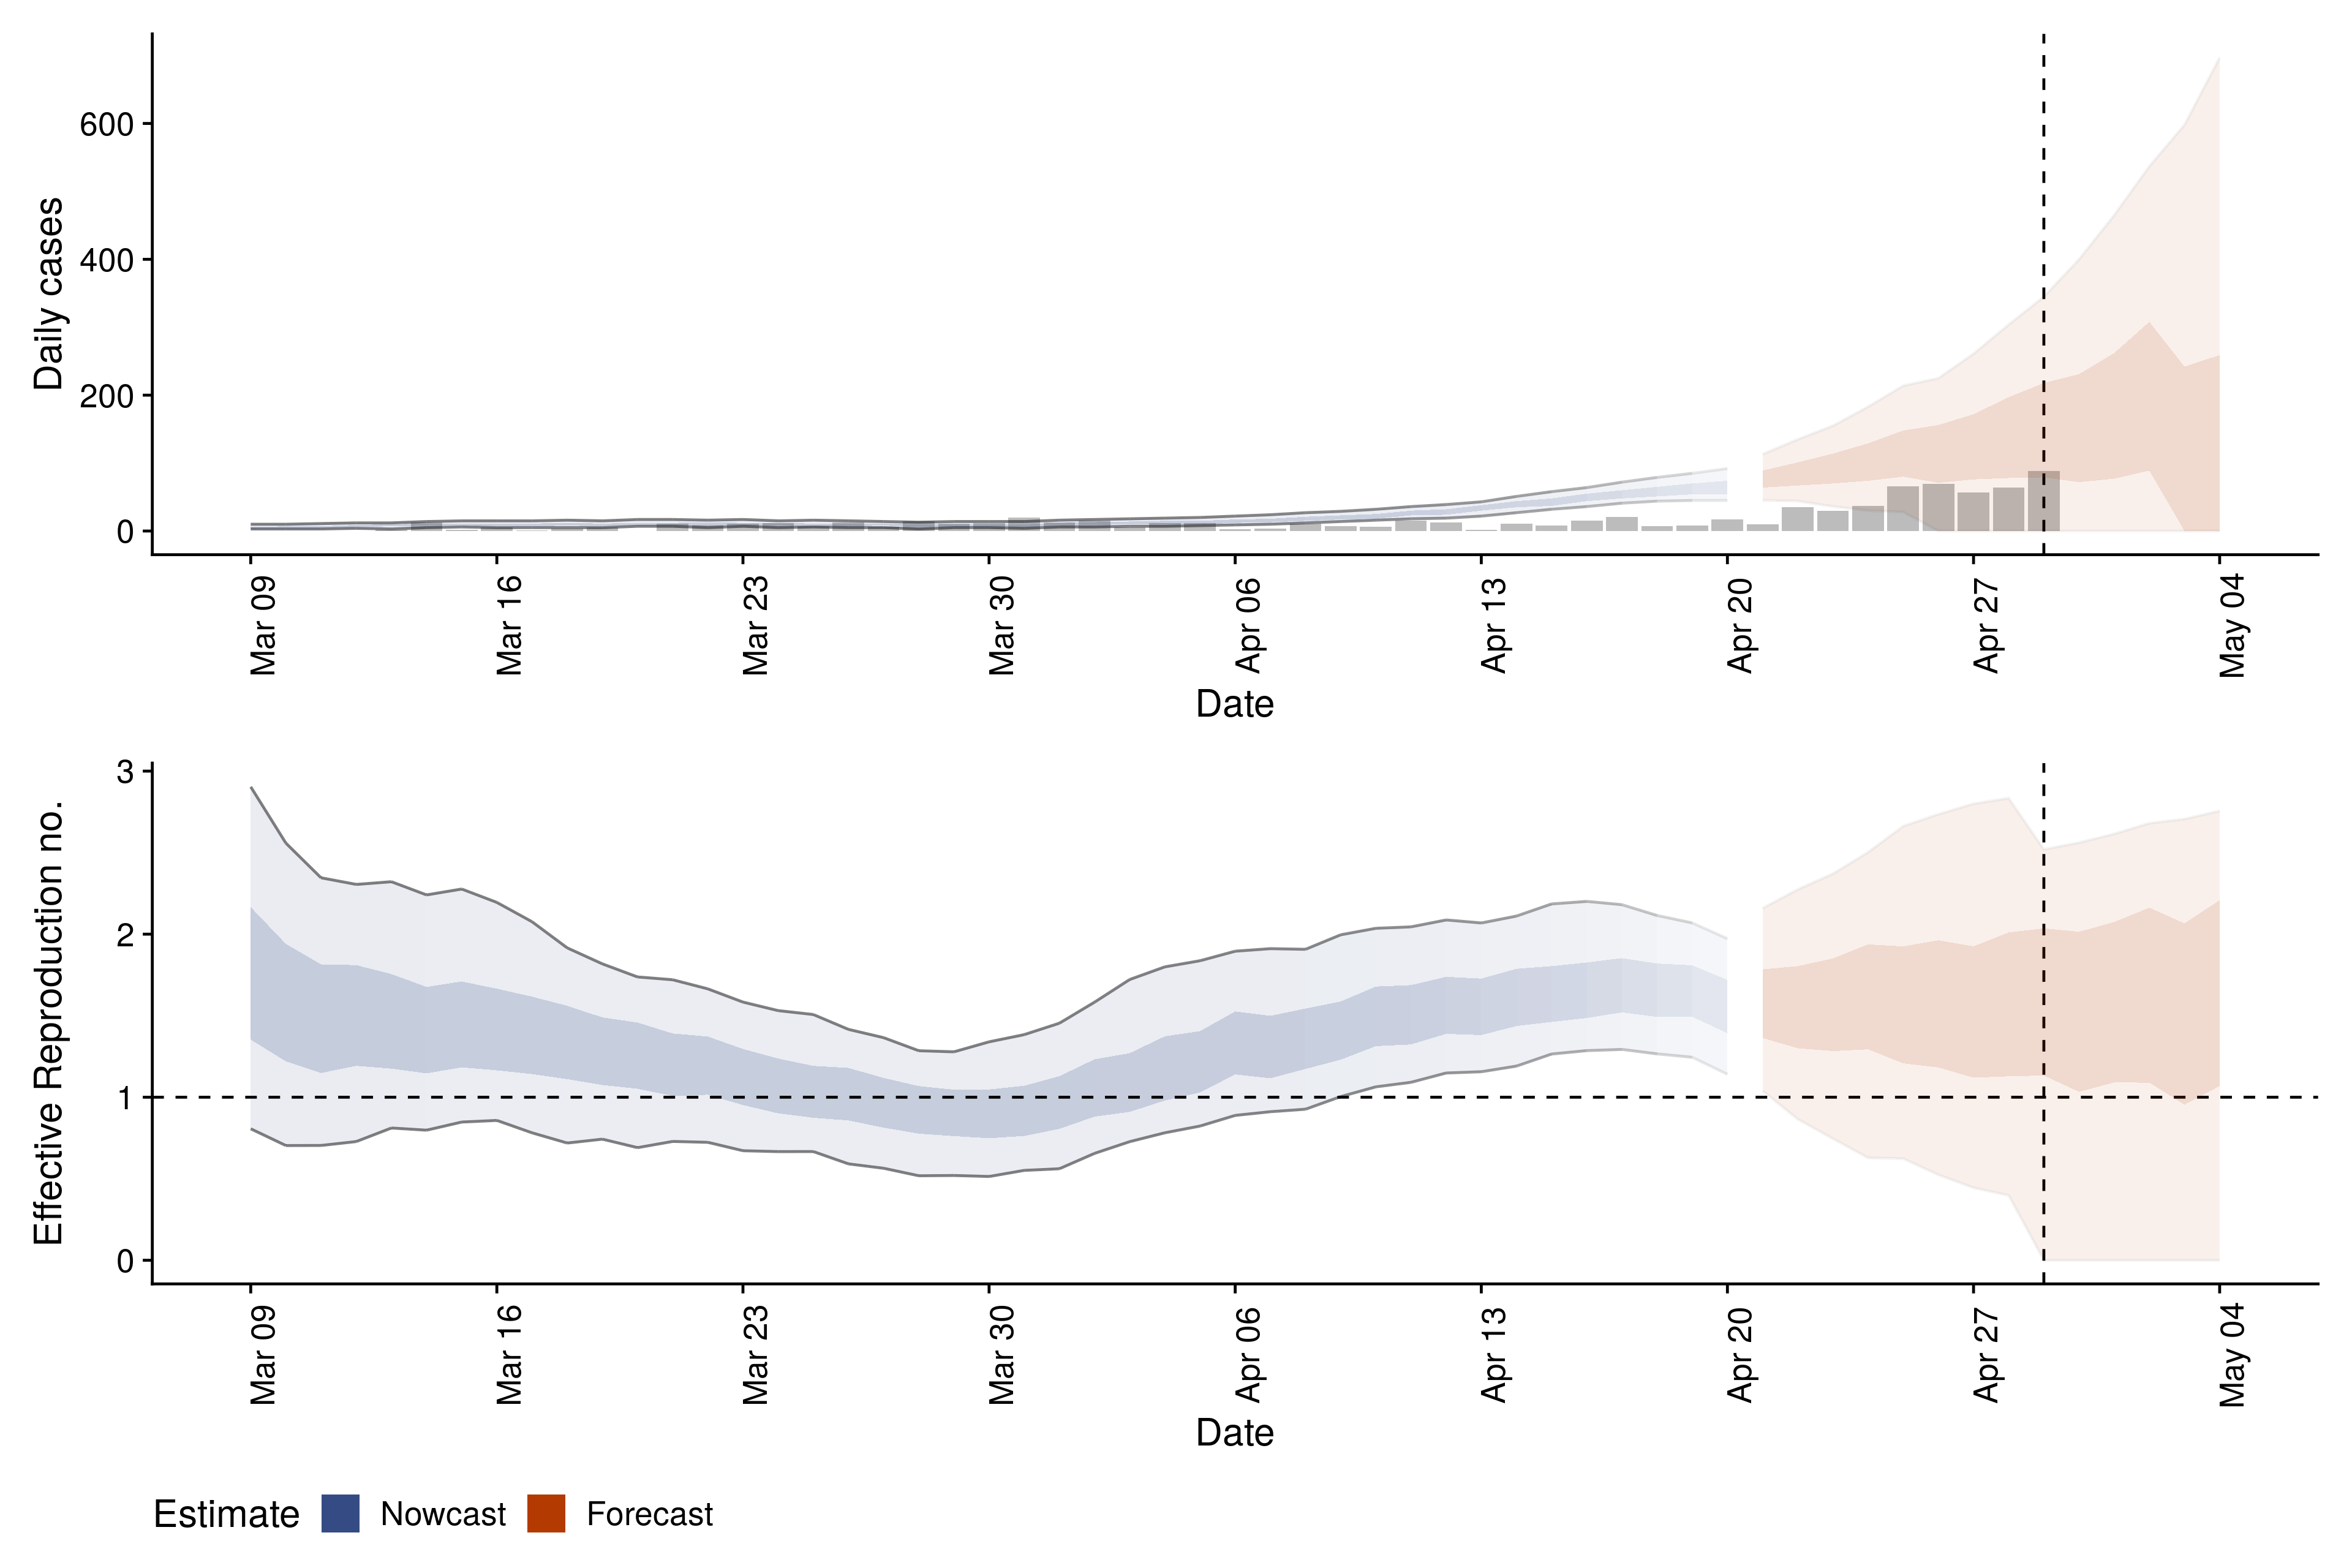 Daily cases
600
400
200
0
Mar 09
Mar 16
Mar 23
Mar 30
Apr 06
Apr 13
Apr 20
Apr 27
May 04
Date
Effective Reproduction no.
3
2
1
0
Mar 09
Mar 16
Mar 23
Mar 30
Apr 06
Apr 13
Apr 20
Apr 27
May 04
Date
Estimate Nowcast Forecast